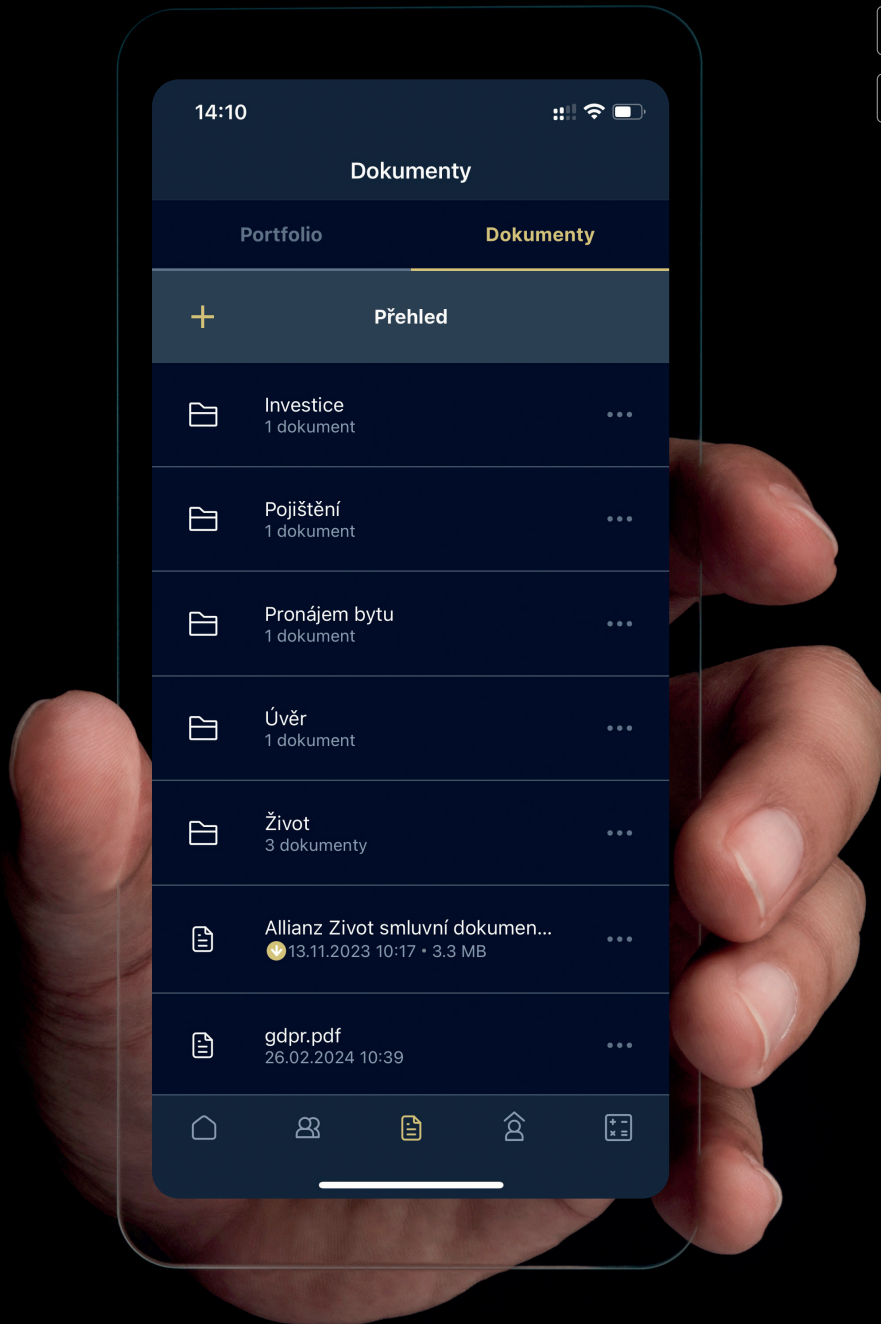 14:10
Dokumenty
Portfolio
Dokumenty
Přehled
Investice
1 dokument
Pojištění
1 dokument
Pronájem bytu
1 dokument
Úvěr
1 dokument
Život
3 dokumenty
Allianz Zivot smluvní dokumen...
13.11.2023 10:17 • 3.3 MB
gdpr.pdf
26.02.2024 10:39